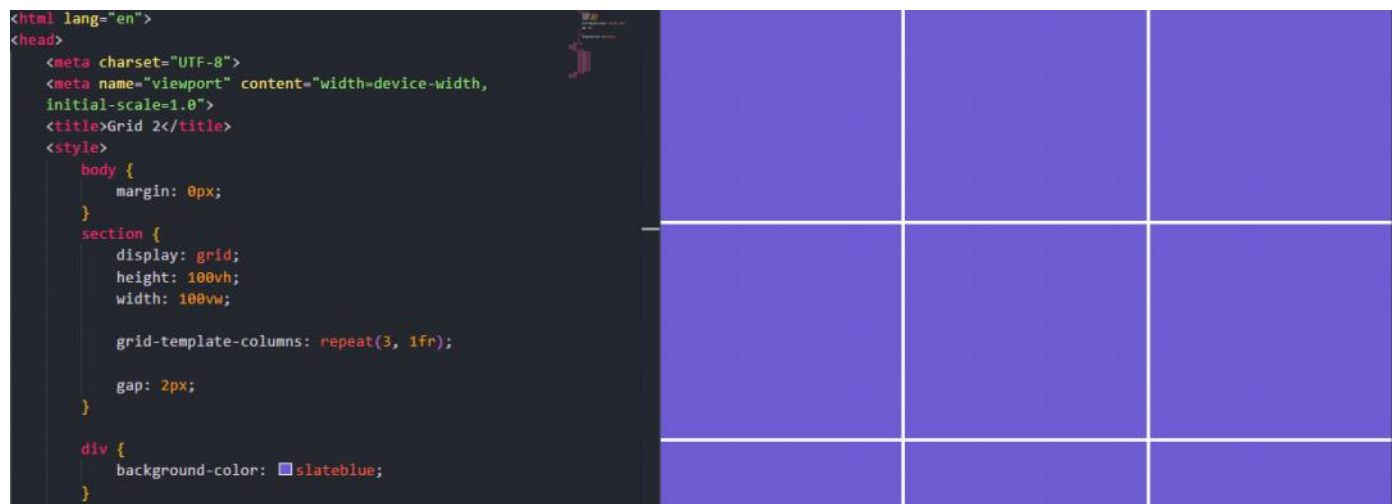 <html lang="en">
<head>
    <meta charset="UTF-8">
    <meta name="viewport" content="width=device-width,
    initial-scale=1.0">
    <title>Grid 2</title>
    <style>
        body {
            margin: 0px;
        }
        section {
            display: grid;
            height: 100vh;
            width: 100vw;
            grid-template-columns: repeat(3, 1fr);
            gap: 2px;
        }
        div {
            background-color: slateblue;
        }